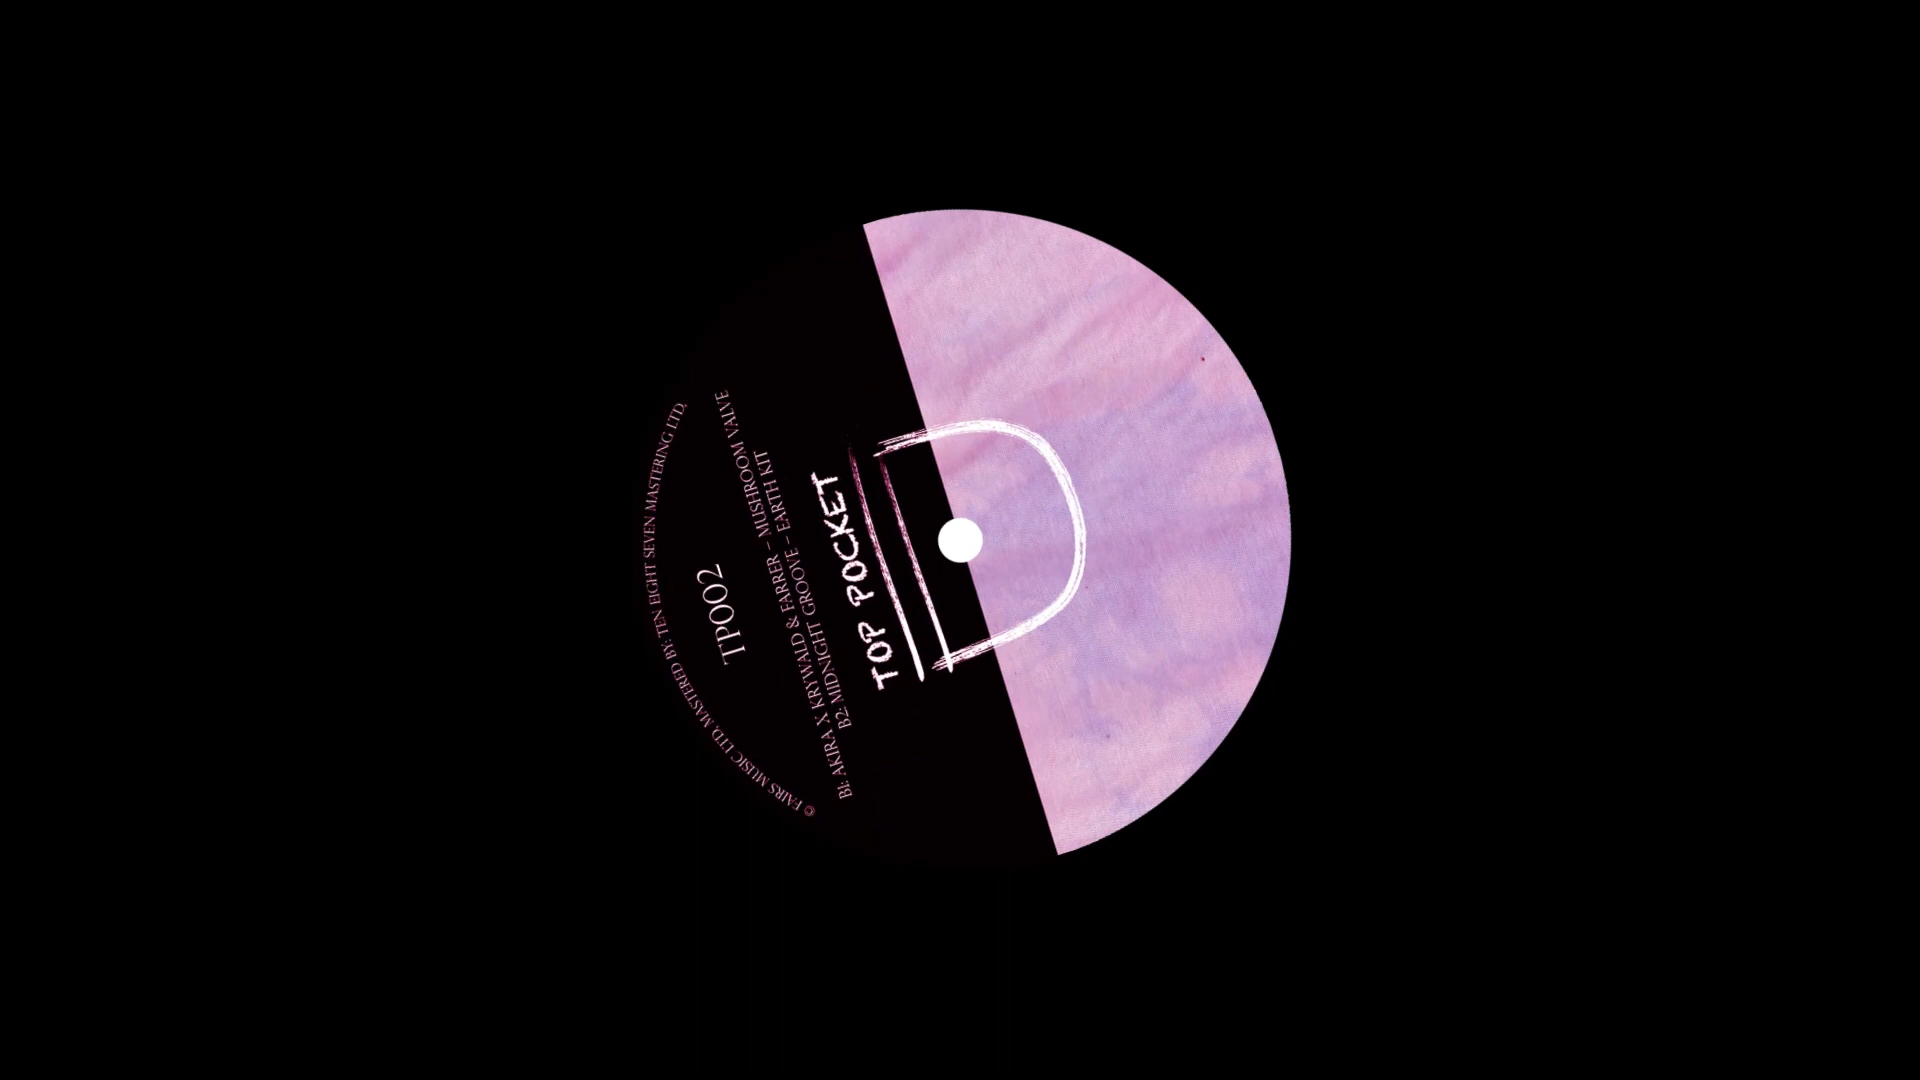 TOP POCKET
B1: AKIRA X KRYWALD & FARRER – MUSHROOM VALVE
B2: MIDNIGHT GROOVE – EARTH KIT
TP002
© FAIRS MUSIC LTD, MASTERED BY: TEN EIGHT SEVEN MASTERING LTD.